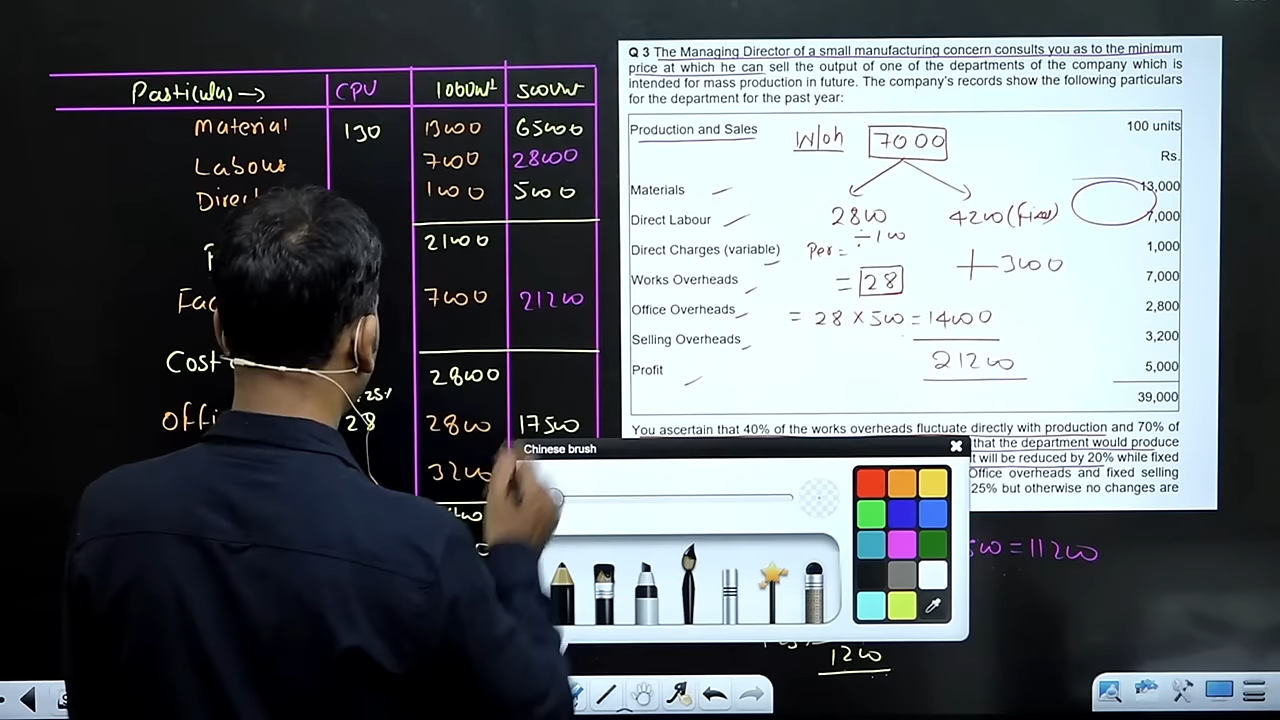 Particulars → CPU 100unit 500unit
Material 130 13000 65000
Labour 7000 28000
Direc 1000 5000
21000
Fac 7000 21200
Cost 28000
.25%
Offi 28 2800 17500
3200
Q 3 The Managing Director of a small manufacturing concern consults you as to the minimum
price at which he can sell the output of one of the departments of the company which is
intended for mass production in future. The company's records show the following particulars
for the department for the past year:
Production and Sales 100 units
W/oh 7000
Rs.
Materials 13,000
Direct Labour 2800 4200 (fixed) 7,000
Direct Charges (variable) Per = ÷ 100 1,000
+ 3000
Works Overheads = 28 7,000
Office Overheads = 28 × 500 = 14000 2,800
Selling Overheads 3,200
21200
Profit 5,000
39,000
You ascertain that 40% of the works overheads fluctuate directly with production and 70% of
that the department would produce
t will be reduced by 20% while fixed
Office overheads and fixed selling
25% but otherwise no changes are
Chinese brush
= 11200
1200